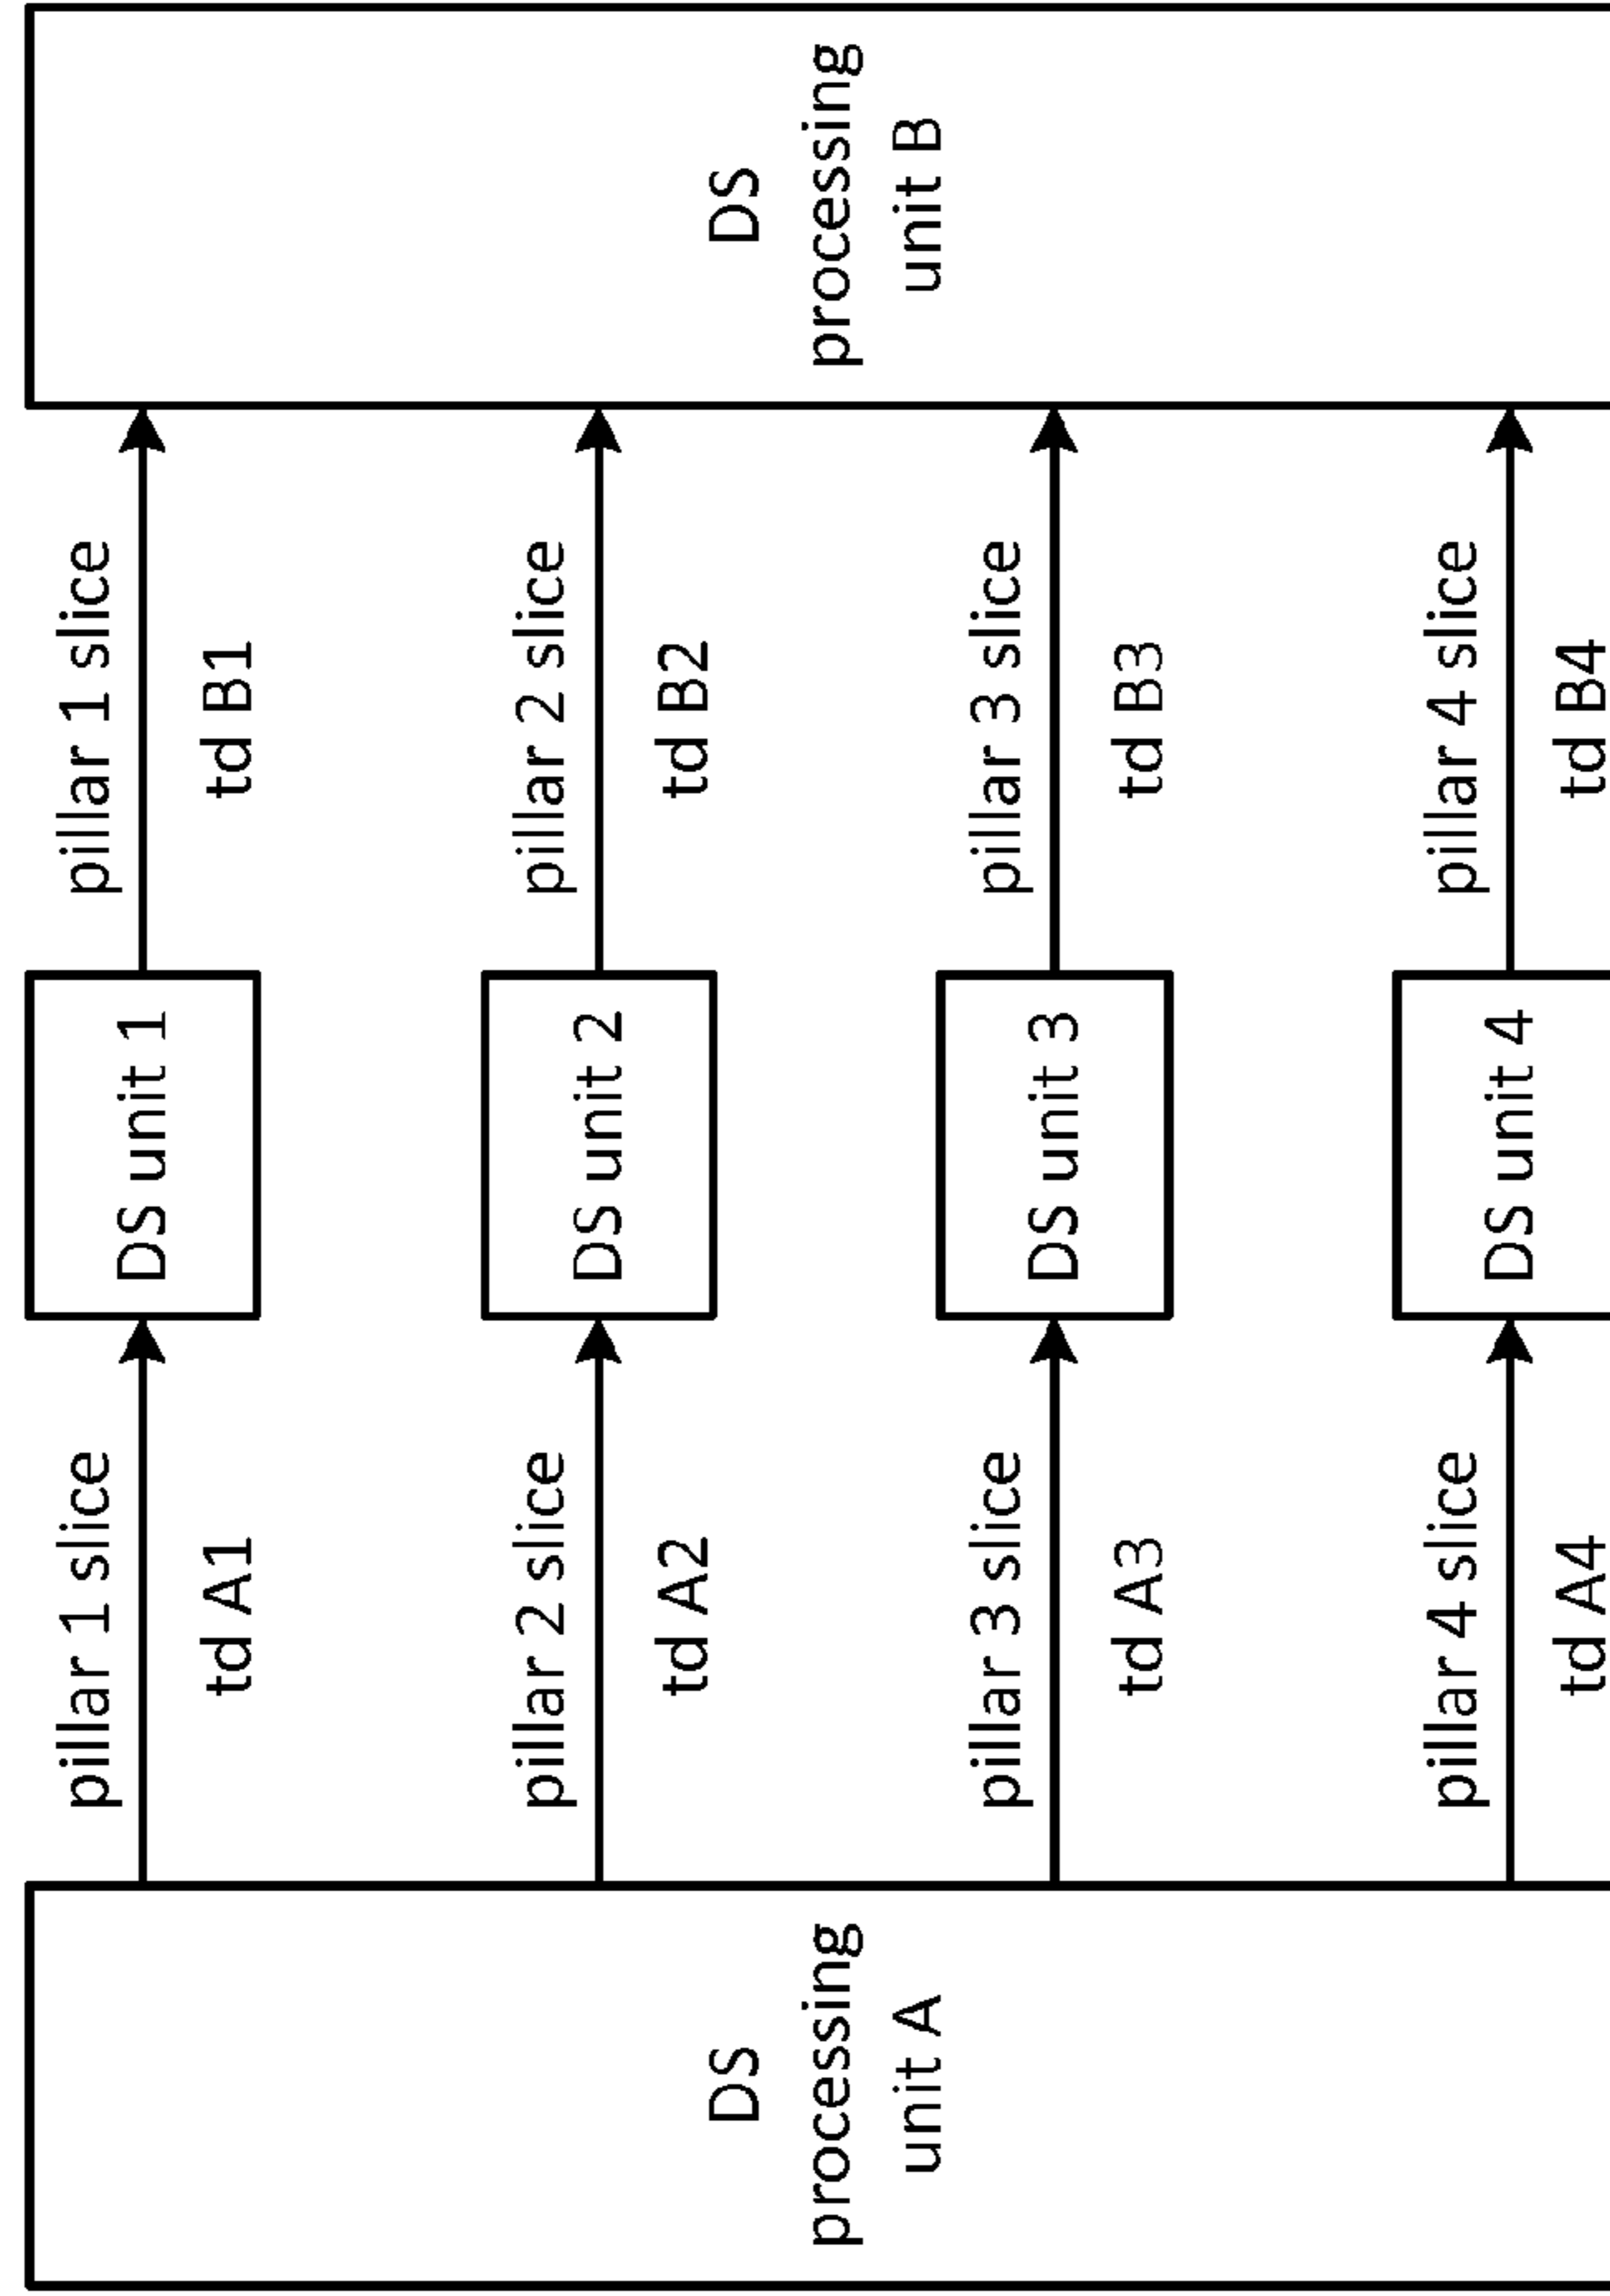 DS
processing
unit A
pillar 1 slice
td A1
DS unit 1
pillar 1 slice
td B1
pillar 2 slice
td A2
DS unit 2
pillar 2 slice
td B2
pillar 3 slice
td A3
DS unit 3
pillar 3 slice
td B3
pillar 4 slice
td A4
DS unit 4
pillar 4 slice
td B4
DS
processing
unit B